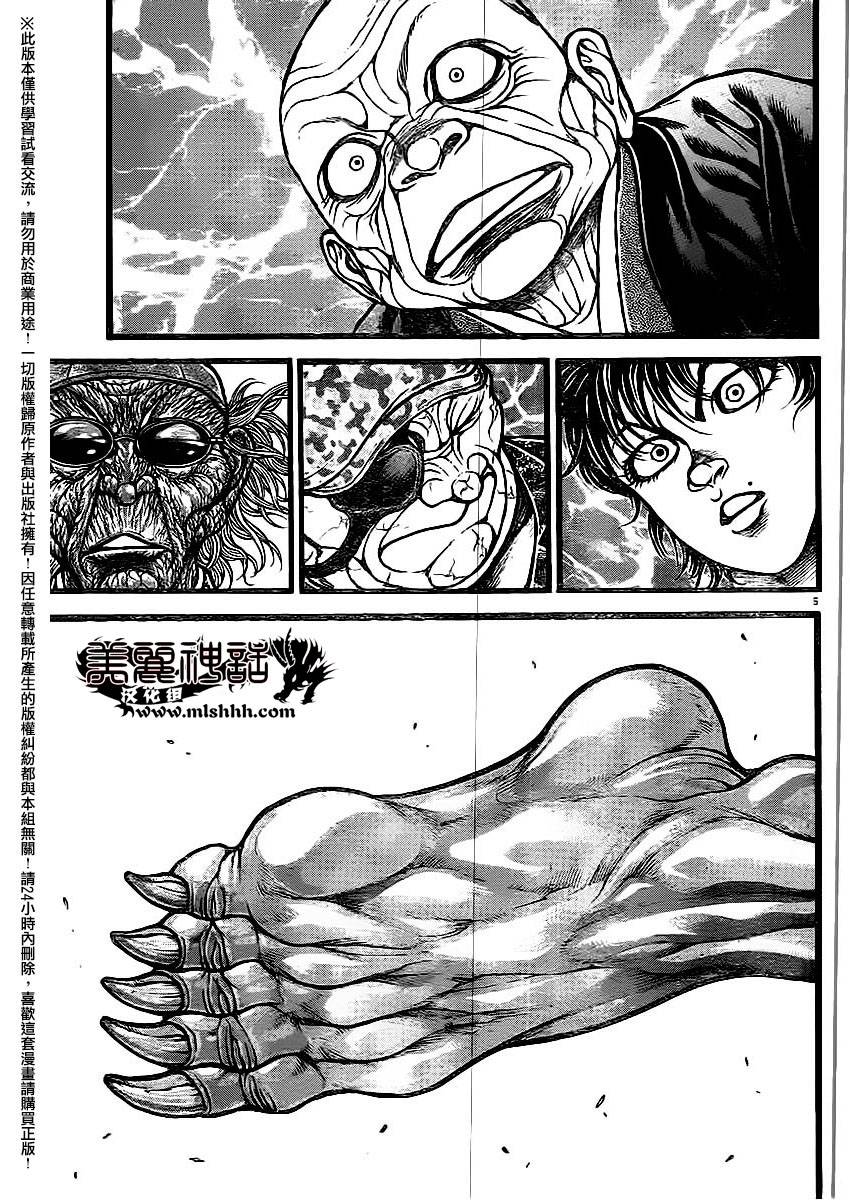 ※此版本僅供學習試看交流，請勿用於商業用途！一切版權歸原作者與出版社擁有！因任意轉載所產生的版權糾紛都與本組無關！請24小時內刪除，喜歡這套漫畫請購買正版！
5
美麗神話
汉化组
www.mlshhh.com